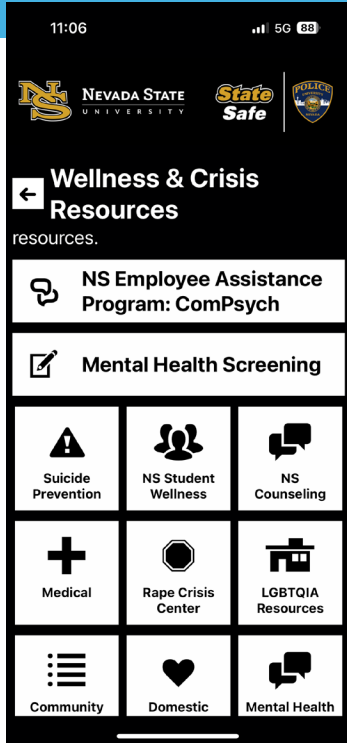 11:06
5G 88
NS
NEVADA STATE
UNIVERSITY
State
Safe
POLICE
Wellness & Crisis
Resources
resources.
NS Employee Assistance
Program: ComPsych
Mental Health Screening
Suicide
Prevention
NS Student
Wellness
NS
Counseling
Medical
Rape Crisis
Center
LGBTQIA
Resources
Community
Domestic
Mental Health